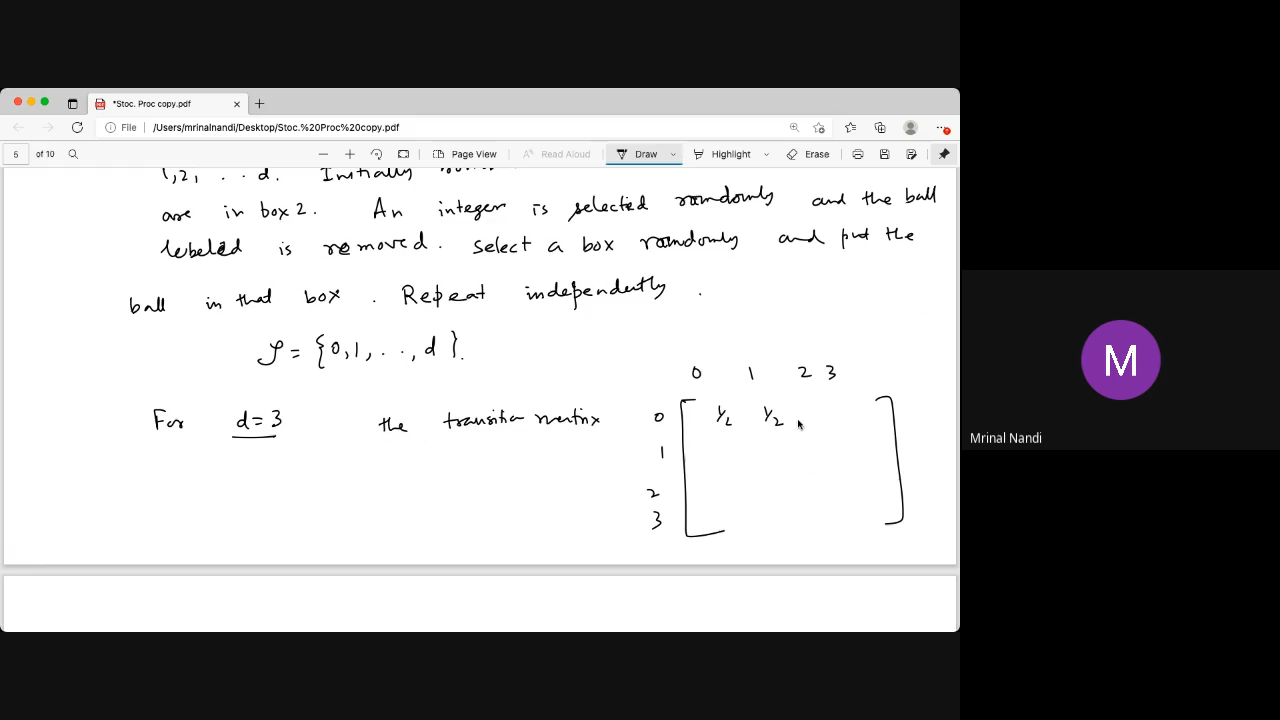 *Stoc. Proc copy.pdf
File /Users/mrinalnandi/Desktop/Stoc.%20Proc%20copy.pdf
5 of 10 Page View Read Aloud Draw Highlight Erase
1,2, . . d. Initially
are in box 2. An integer is selected randomly and the ball
labeled is removed. Select a box randomly and put the
ball in that box. Repeat independently.
𝒮 = {0,1, . . ., d}.
0 1 2 3
For d=3 the transition matrix 0 1/2 1/2
1
2
3
M
Mrinal Nandi